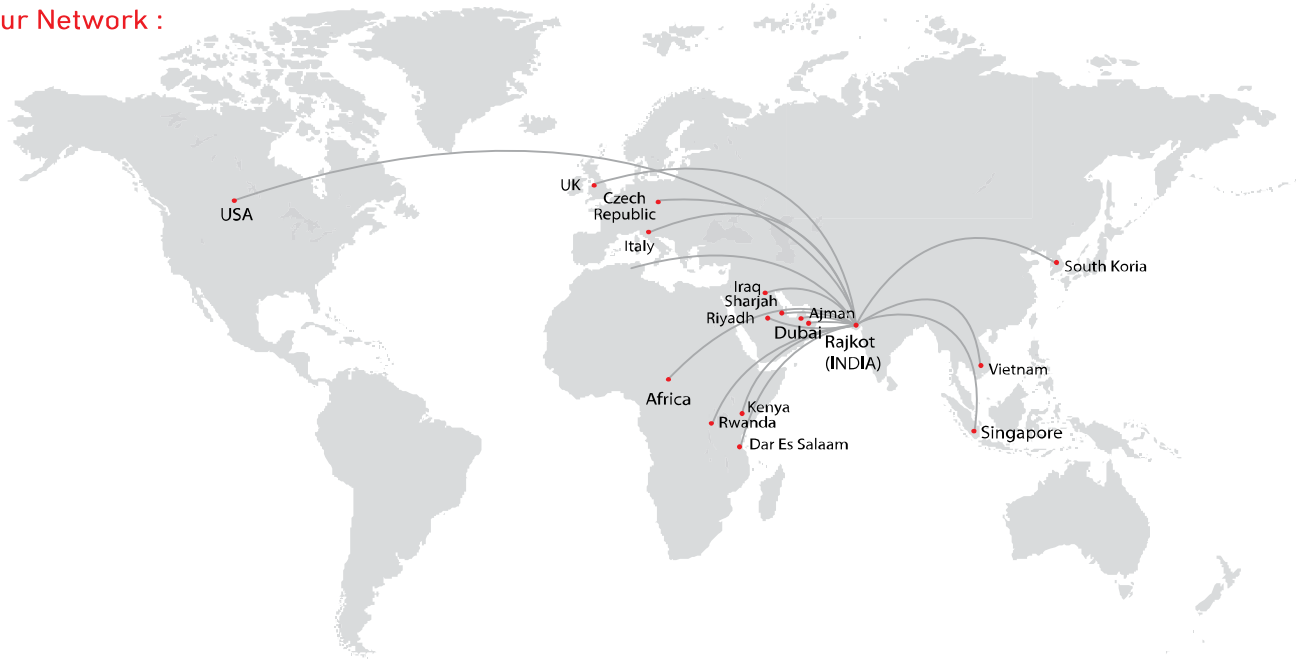 ur Network :
UK
Czech
Republic
USA
Italy
South Koria
Iraq
Sharjah
Riyadh
Ajman
Dubai
Rajkot
(INDIA)
Vietnam
Africa
Kenya
Rwanda
Singapore
Dar Es Salaam